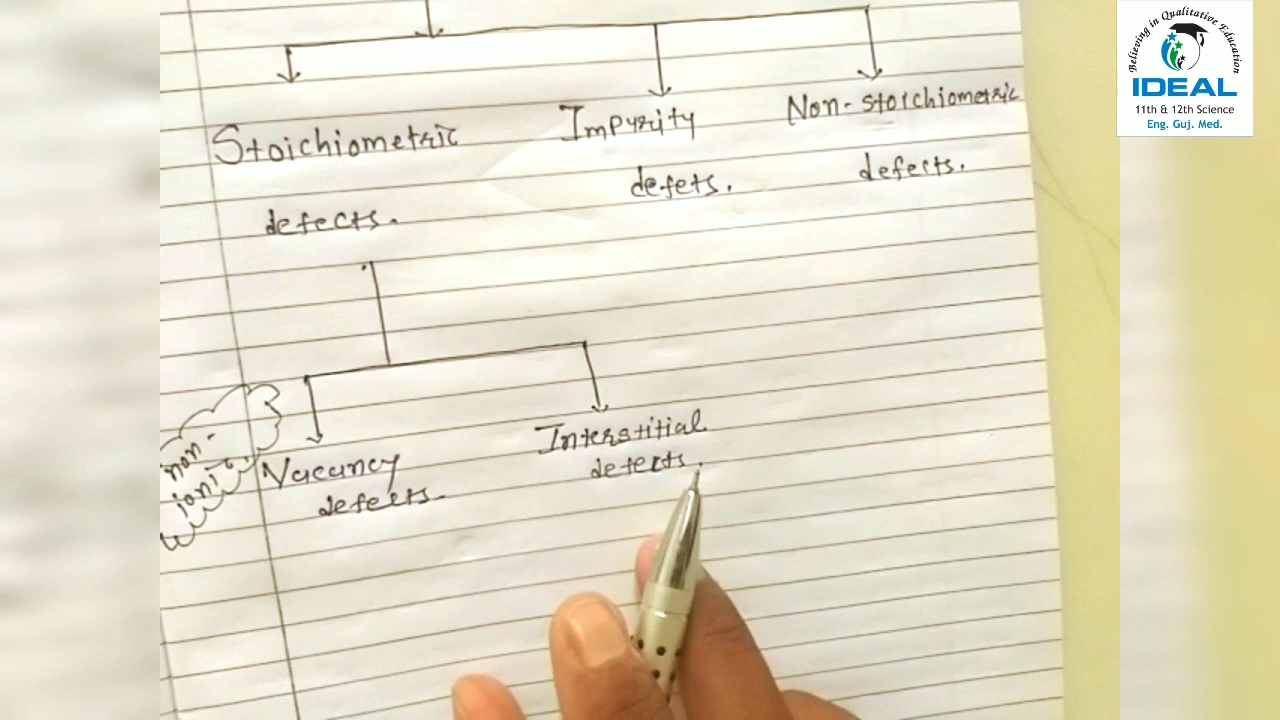 Believing in Qualitative Education
IDEAL
11th & 12th Science
Eng. Guj. Med.
Stoichiometric
defects.
Impurity
defets.
Non-stoichiometric
defects.
non-
ionic.
Vacancy
defects.
Interstitial
defects.